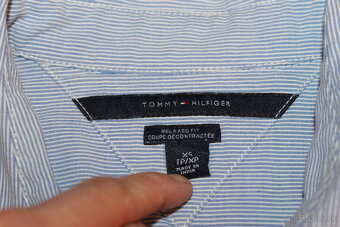 TOMMY HILFIGER
RELAXED FIT
COUPE DÉCONTRACTÉE
XS
TP/XP
MADE IN
INDIA